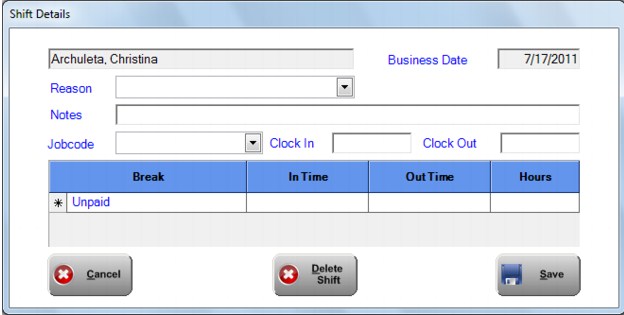 Shift Details
Archuleta, Christina Business Date 7/17/2011
Reason
Notes
Jobcode Clock In Clock Out
Break In Time Out Time Hours
* Unpaid
Cancel Delete Shift Save